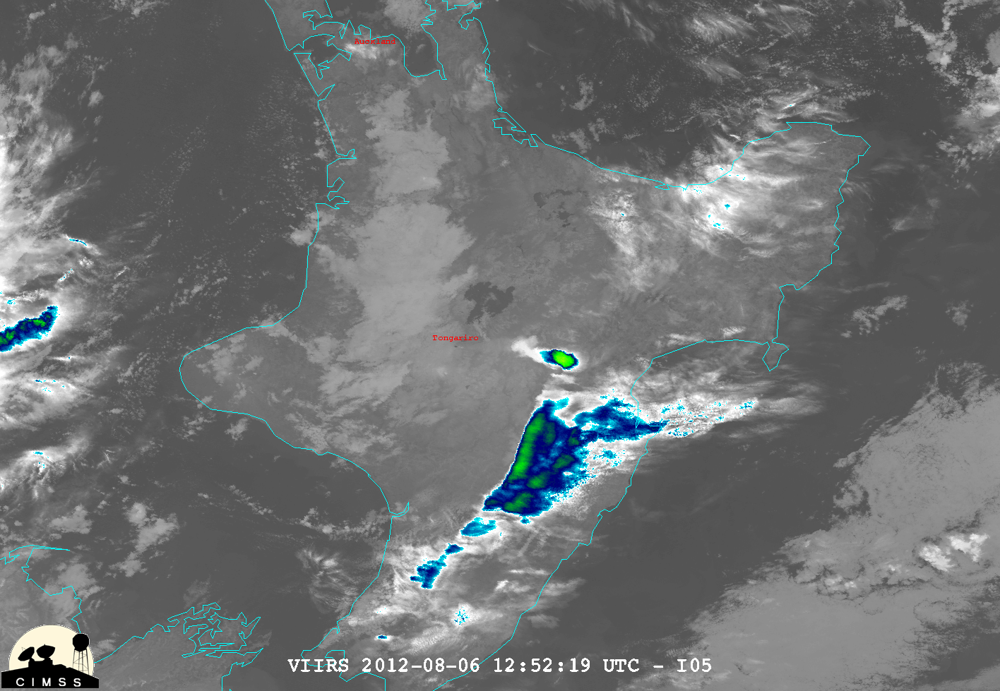 Auckland
Tongariro
VIIRS 2012-08-06 12:52:19 UTC - I05
CIMSS